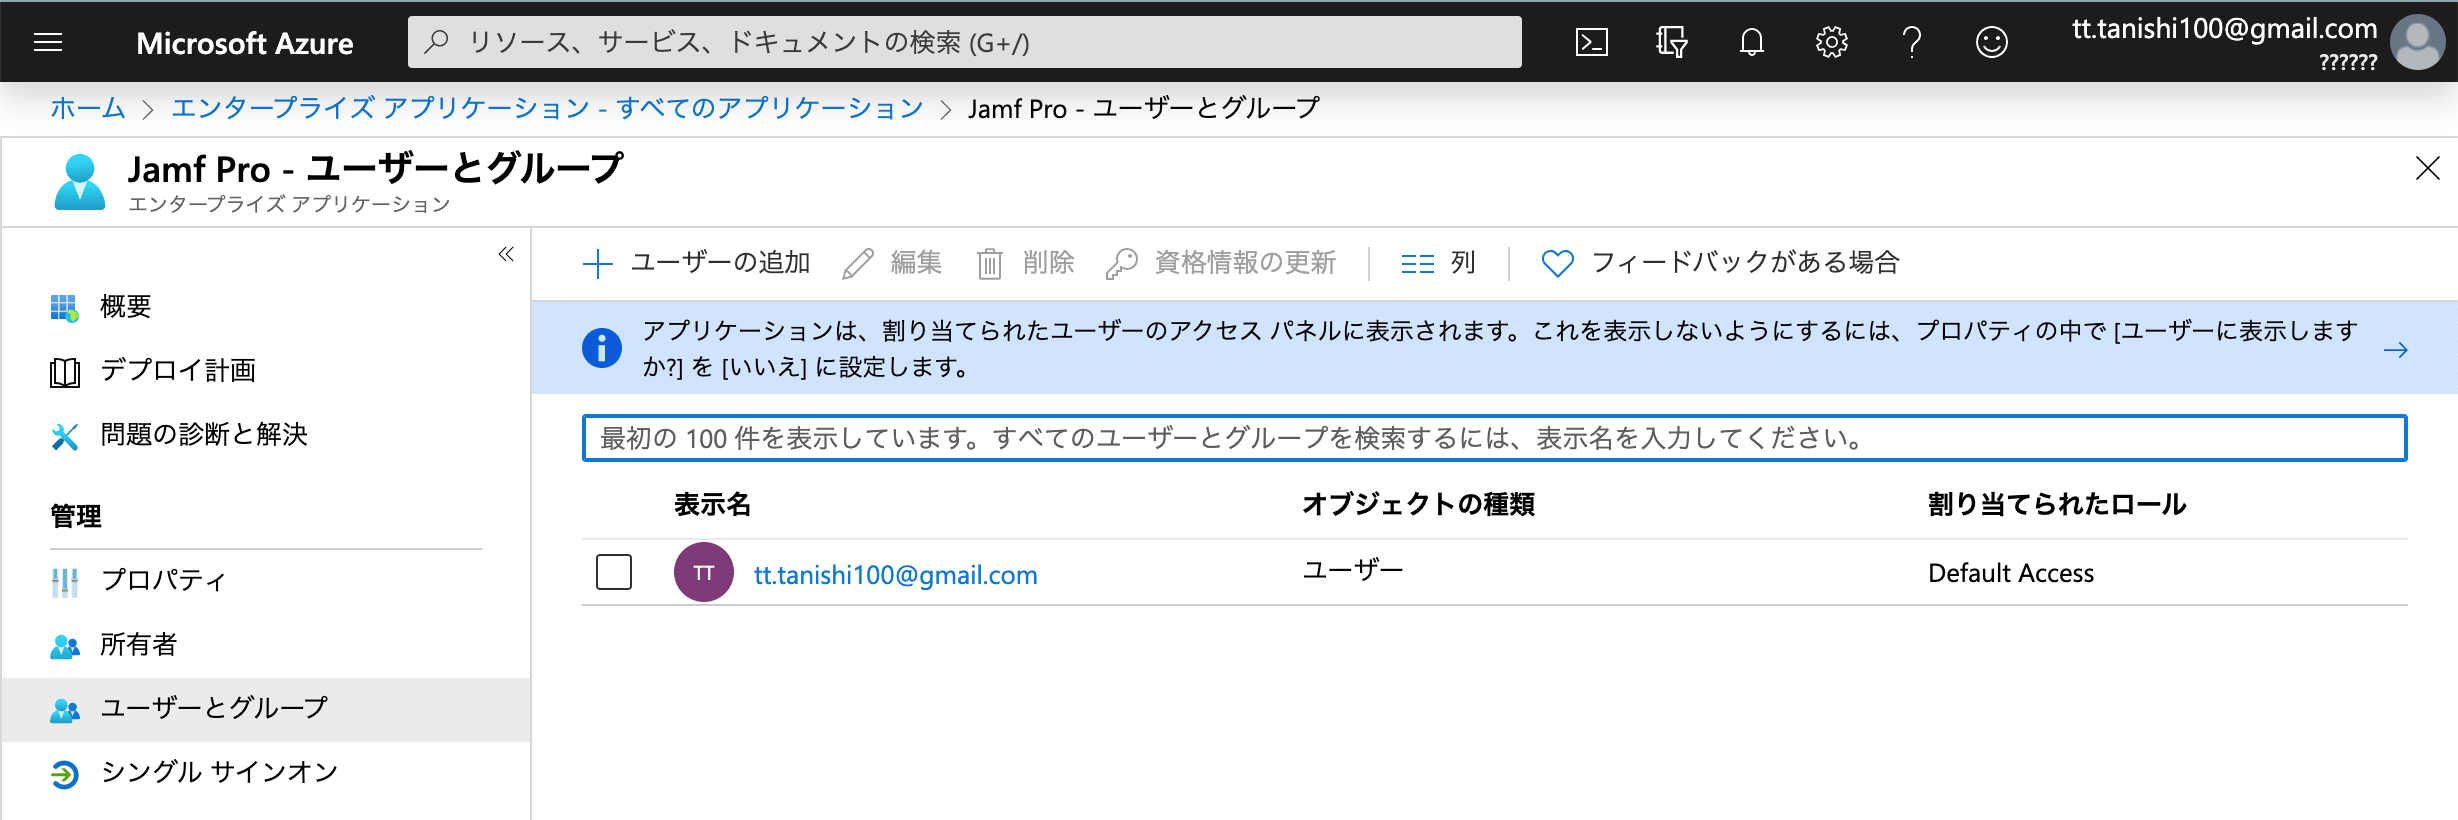 Microsoft Azure
リソース、サービス、ドキュメントの検索 (G+/)
tt.tanishi100@gmail.com
??????
ホーム > エンタープライズ アプリケーション - すべてのアプリケーション > Jamf Pro - ユーザーとグループ
Jamf Pro - ユーザーとグループ
エンタープライズ アプリケーション
概要
デプロイ計画
問題の診断と解決
管理
プロパティ
所有者
ユーザーとグループ
シングル サインオン
ユーザーの追加 編集 削除 資格情報の更新 列 フィードバックがある場合
アプリケーションは、割り当てられたユーザーのアクセス パネルに表示されます。これを表示しないようにするには、プロパティの中で [ユーザーに表示します
か?] を [いいえ] に設定します。
最初の 100 件を表示しています。すべてのユーザーとグループを検索するには、表示名を入力してください。
表示名 オブジェクトの種類 割り当てられたロール
TT tt.tanishi100@gmail.com ユーザー Default Access